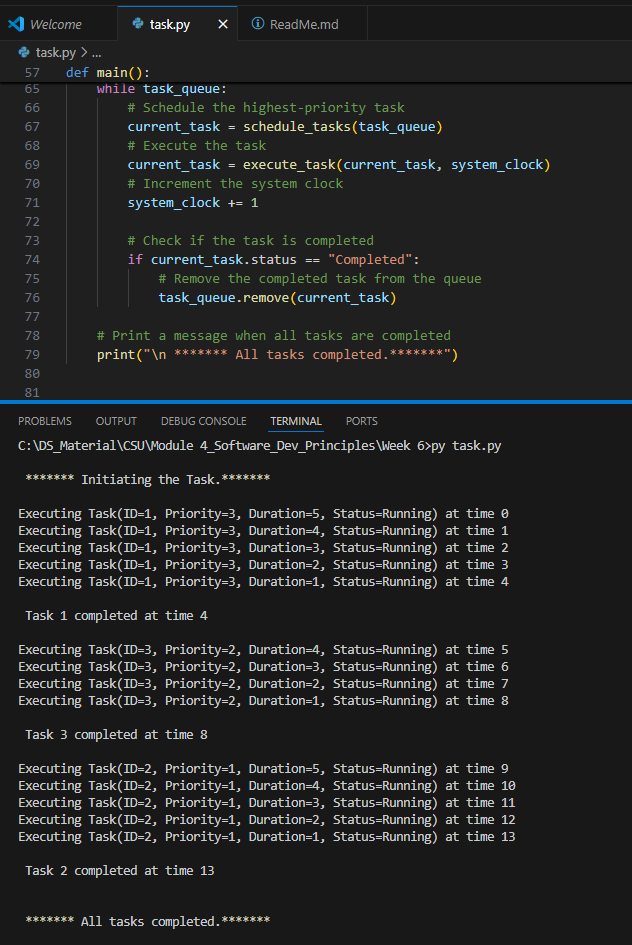 Welcome
task.py
ReadMe.md
task.py > ...
57 def main():
65 while task_queue:
66 # Schedule the highest-priority task
67 current_task = schedule_tasks(task_queue)
68 # Execute the task
69 current_task = execute_task(current_task, system_clock)
70 # Increment the system clock
71 system_clock += 1
72
73 # Check if the task is completed
74 if current_task.status == "Completed":
75 # Remove the completed task from the queue
76 task_queue.remove(current_task)
77
78 # Print a message when all tasks are completed
79 print("\n ******* All tasks completed.*******")
80
81
PROBLEMS OUTPUT DEBUG CONSOLE TERMINAL PORTS
C:\DS_Material\CSU\Module 4_Software_Dev_Principles\Week 6>py task.py
******* Initiating the Task.*******
Executing Task(ID=1, Priority=3, Duration=5, Status=Running) at time 0
Executing Task(ID=1, Priority=3, Duration=4, Status=Running) at time 1
Executing Task(ID=1, Priority=3, Duration=3, Status=Running) at time 2
Executing Task(ID=1, Priority=3, Duration=2, Status=Running) at time 3
Executing Task(ID=1, Priority=3, Duration=1, Status=Running) at time 4
Task 1 completed at time 4
Executing Task(ID=3, Priority=2, Duration=4, Status=Running) at time 5
Executing Task(ID=3, Priority=2, Duration=3, Status=Running) at time 6
Executing Task(ID=3, Priority=2, Duration=2, Status=Running) at time 7
Executing Task(ID=3, Priority=2, Duration=1, Status=Running) at time 8
Task 3 completed at time 8
Executing Task(ID=2, Priority=1, Duration=5, Status=Running) at time 9
Executing Task(ID=2, Priority=1, Duration=4, Status=Running) at time 10
Executing Task(ID=2, Priority=1, Duration=3, Status=Running) at time 11
Executing Task(ID=2, Priority=1, Duration=2, Status=Running) at time 12
Executing Task(ID=2, Priority=1, Duration=1, Status=Running) at time 13
Task 2 completed at time 13
******* All tasks completed.*******